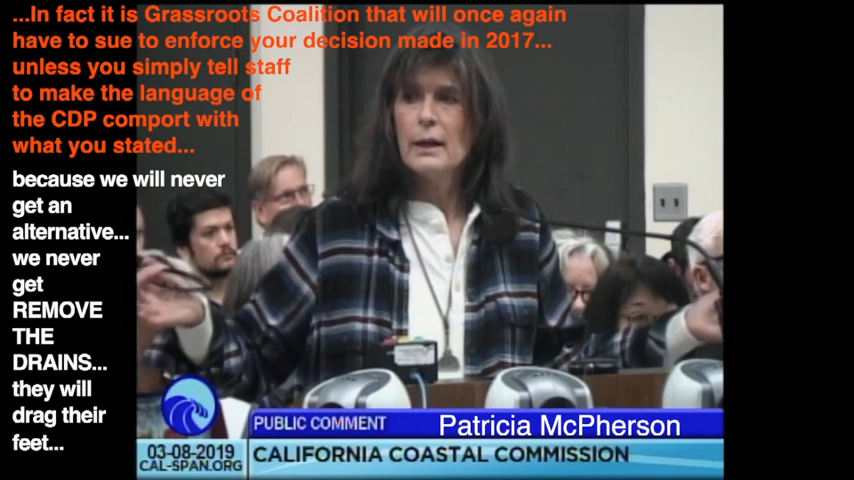 ...In fact it is Grassroots Coalition that will once again
have to sue to enforce your decision made in 2017...
unless you simply tell staff
to make the language of
the CDP comport with
what you stated...
because we will never
get an
alternative...
we never
get
REMOVE
THE
DRAINS...
they will
drag their
feet...
PUBLIC COMMENT
Patricia McPherson
03-08-2019
CAL-SPAN.ORG
CALIFORNIA COASTAL COMMISSION